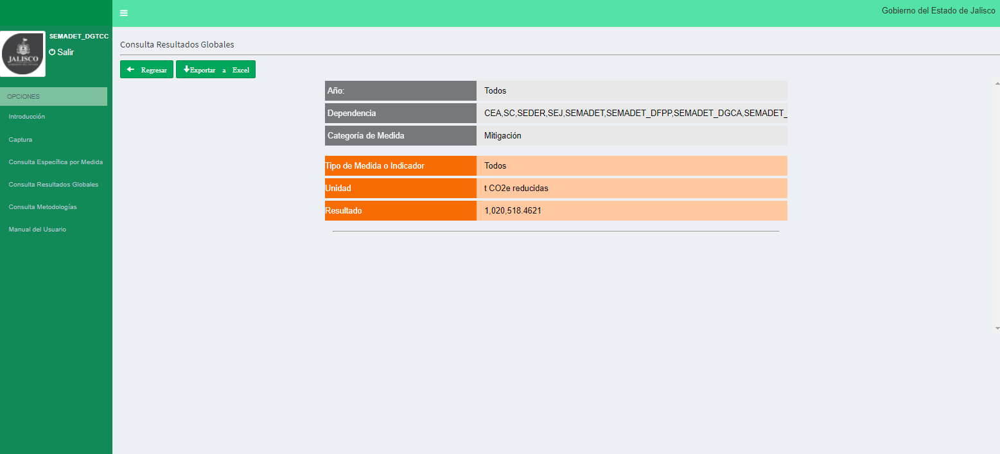 Gobierno del Estado de Jalisco
SEMADET_DGTCC
Salir
JALISCO
OPCIONES
Introducción
Captura
Consulta Específica por Medida
Consulta Resultados Globales
Consulta Metodologías
Manual del Usuario
Consulta Resultados Globales
Regresar Exportar a Excel
Año: Todos
Dependencia CEA,SC,SEDER,SEJ,SEMADET,SEMADET_DFPP,SEMADET_DGCA,SEMADET_
Categoría de Medida Mitigación
Tipo de Medida o Indicador Todos
Unidad t CO2e reducidas
Resultado 1,020,518.4621